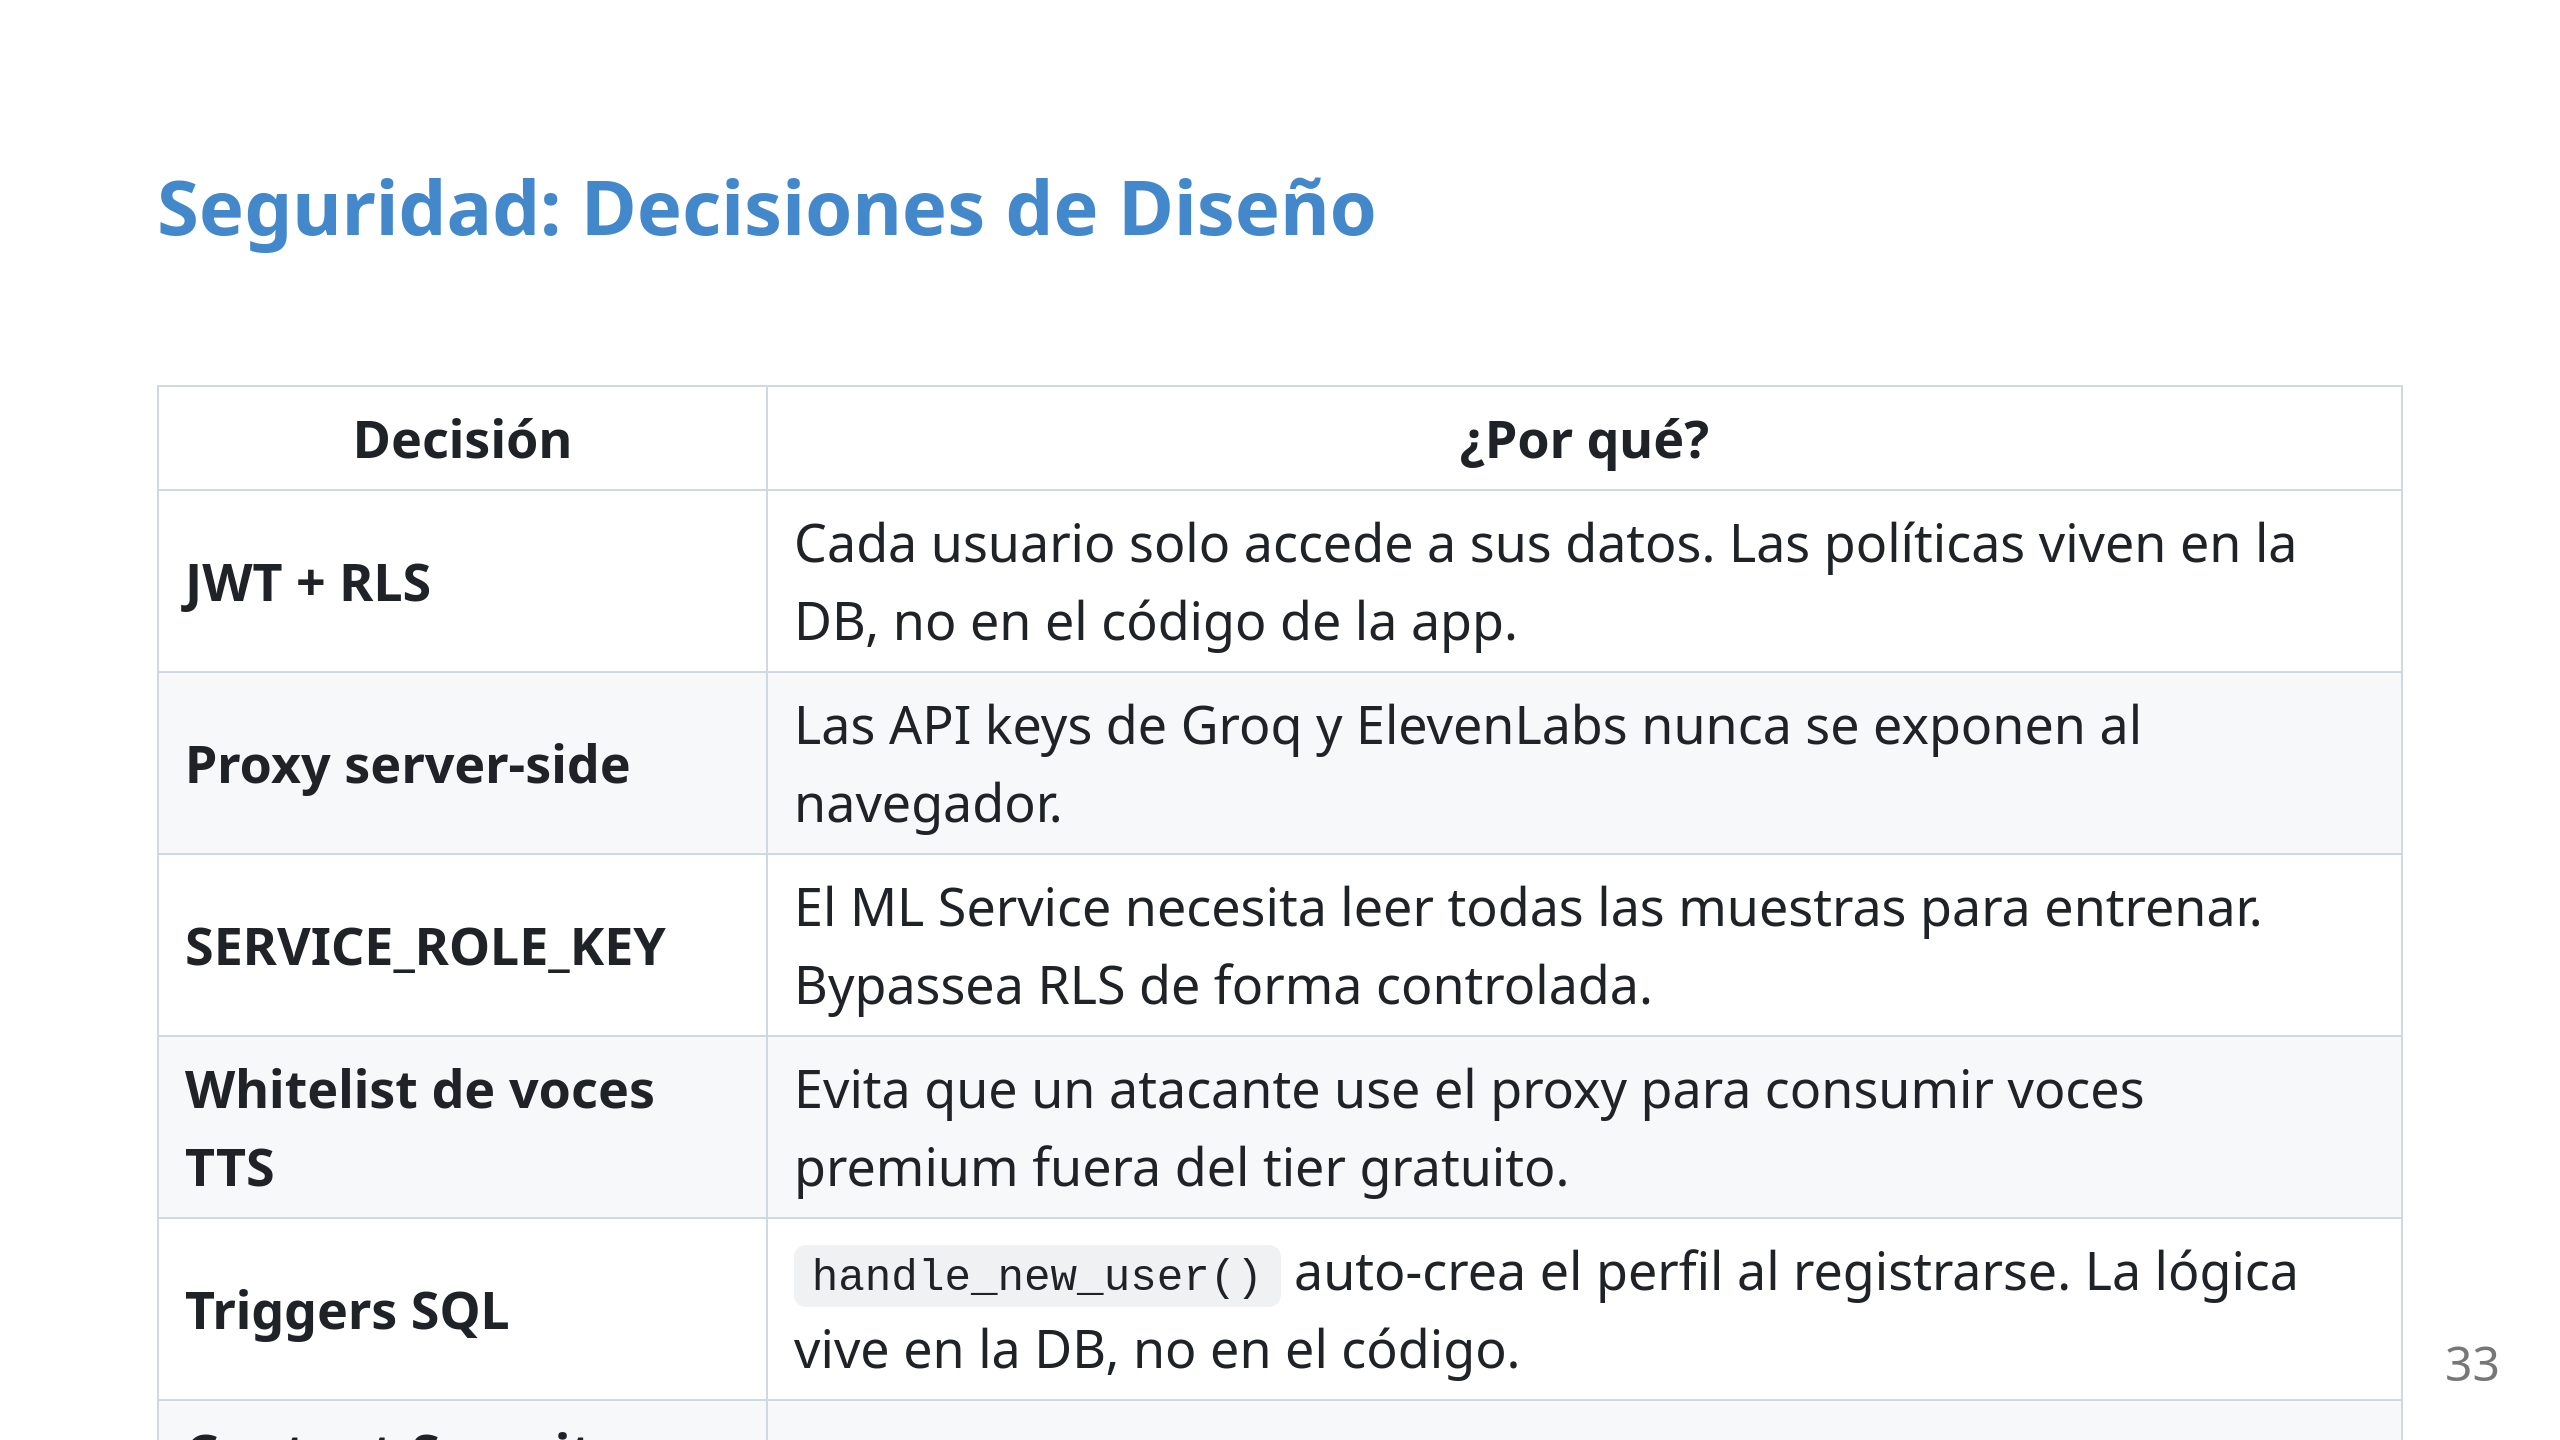 Seguridad: Decisiones de Diseño
Decisión
¿Por qué?
JWT + RLS
Cada usuario solo accede a sus datos. Las políticas viven en la
DB, no en el código de la app.
Proxy server-side
Las API keys de Groq y ElevenLabs nunca se exponen al
navegador.
SERVICE_ROLE_KEY
El ML Service necesita leer todas las muestras para entrenar.
Bypassea RLS de forma controlada.
Whitelist de voces
TTS
Evita que un atacante use el proxy para consumir voces
premium fuera del tier gratuito.
Triggers SQL
handle_new_user() auto-crea el perfil al registrarse. La lógica
vive en la DB, no en el código.
33